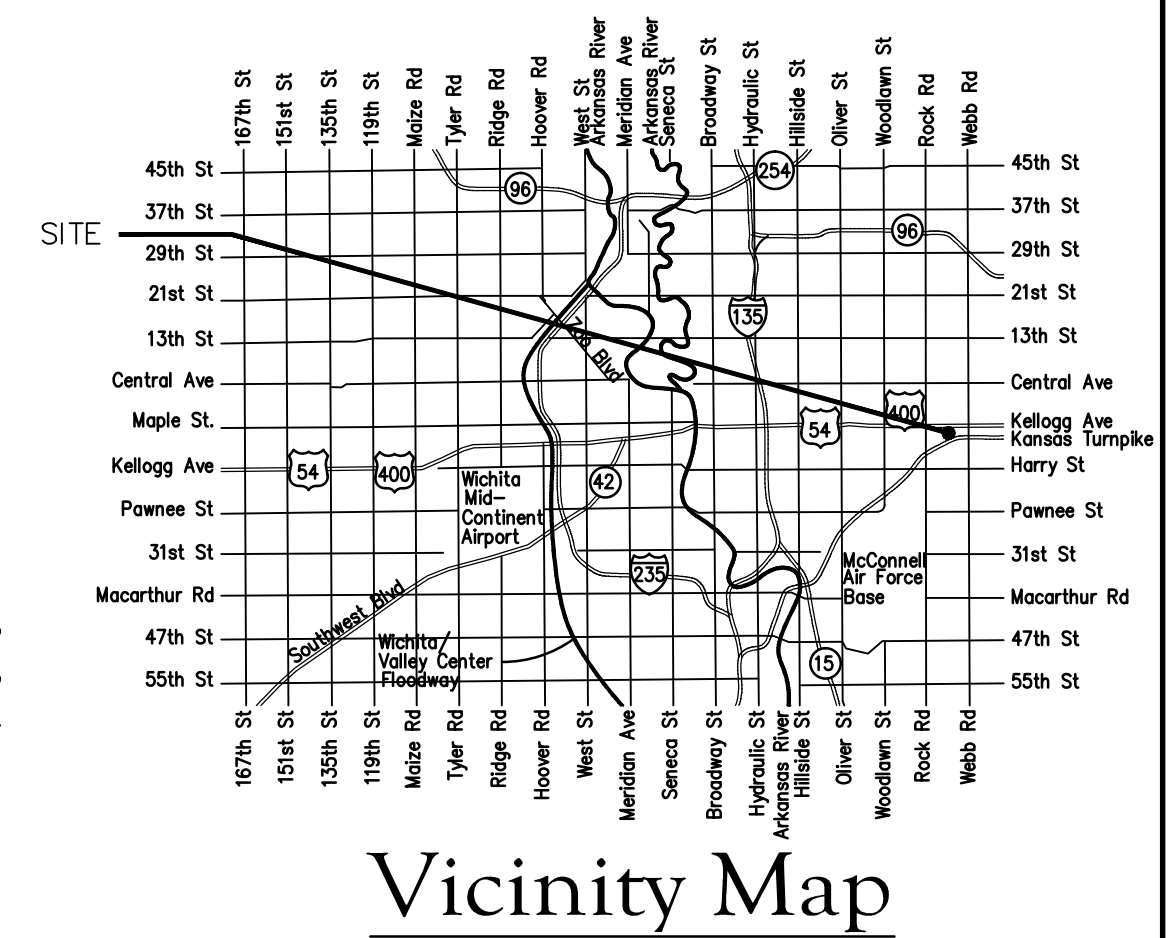 167th St
151st St
135th St
119th St
Maize Rd
Tyler Rd
Ridge Rd
Hoover Rd
West St
Arkansas River
Meridian Ave
Arkansas River
Seneca St
Broadway St
Hydraulic St
Hillside St
Oliver St
Woodlawn St
Rock Rd
Webb Rd
45th St
37th St
SITE
29th St
21st St
13th St
Central Ave
Maple St.
Kellogg Ave
Pawnee St
31st St
Macarthur Rd
47th St
55th St
96
254
96
135
Zoo Blvd
400
54
54
400
42
Wichita
Mid-
Continent
Airport
235
McConnell
Air Force
Base
Southwest Blvd
Wichita/
Valley Center
Floodway
15
45th St
37th St
29th St
21st St
13th St
Central Ave
Kellogg Ave
Kansas Turnpike
Harry St
Pawnee St
31st St
Macarthur Rd
47th St
55th St
167th St
151st St
135th St
119th St
Maize Rd
Tyler Rd
Ridge Rd
Hoover Rd
West St
Meridian Ave
Seneca St
Broadway St
Hydraulic St
Arkansas River
Hillside St
Oliver St
Woodlawn St
Rock Rd
Webb Rd
Vicinity Map